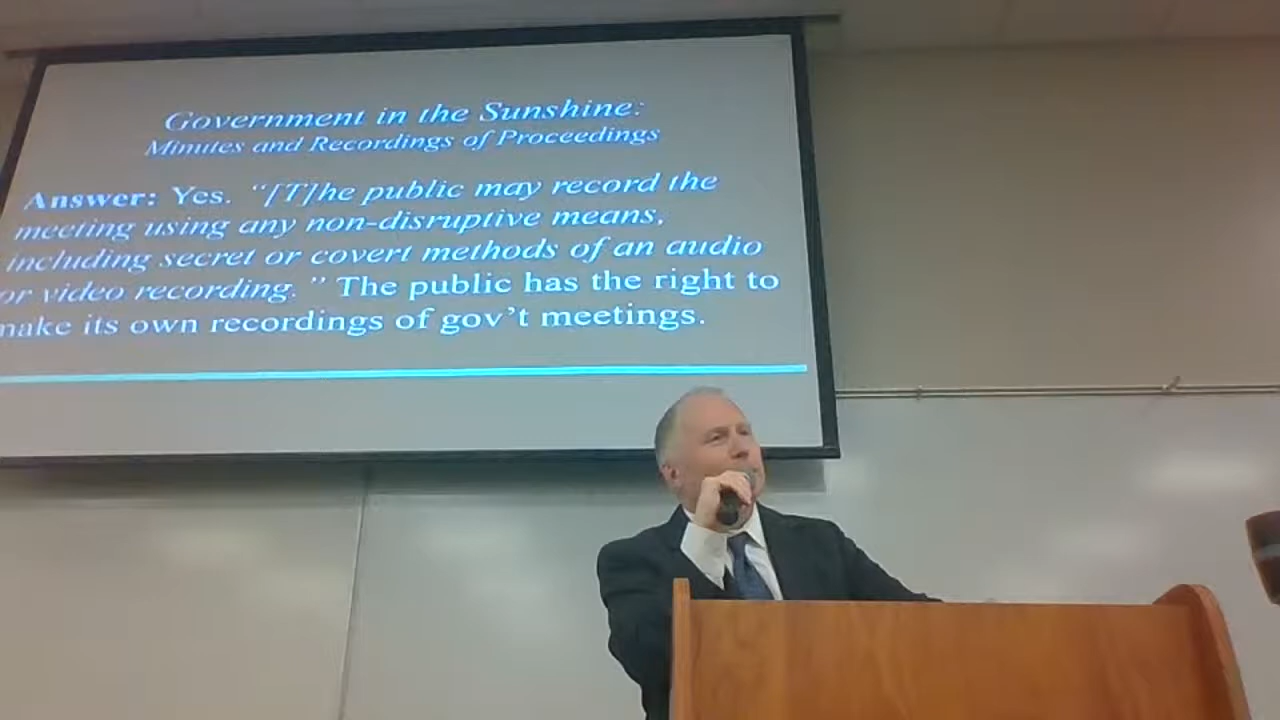 Government in the Sunshine:
Minutes and Recordings of Proceedings
Answer: Yes. “[T]he public may record the
meeting using any non-disruptive means,
including secret or covert methods of an audio
or video recording.” The public has the right to
make its own recordings of gov’t meetings.